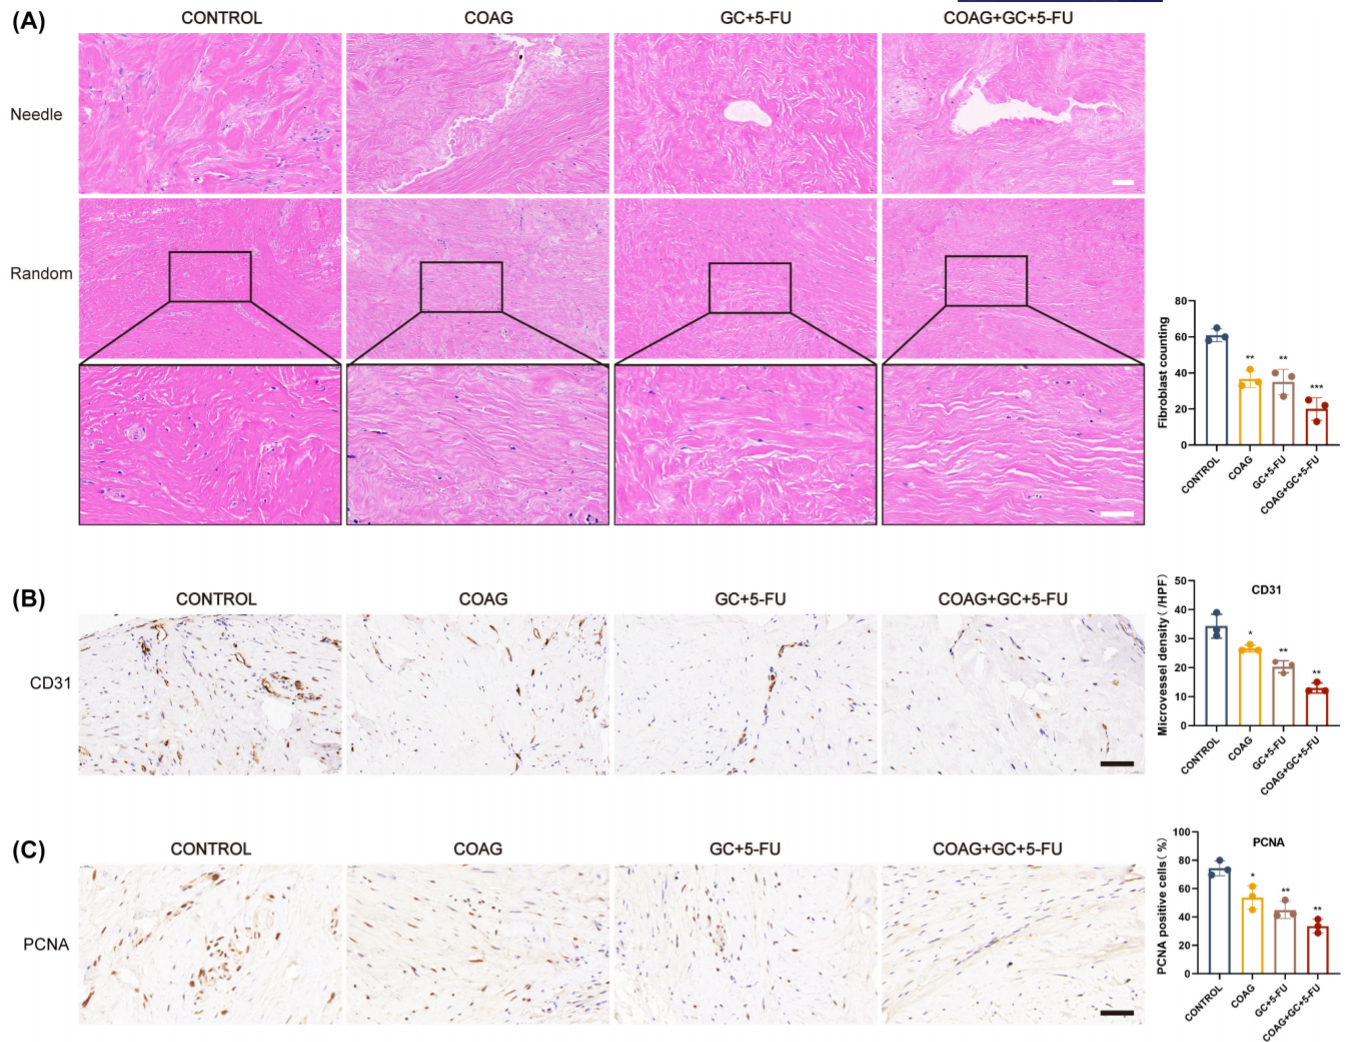 (A)
CONTROL COAG GC+5-FU COAG+GC+5-FU
Needle
Random
Fibroblast counting
80
60
40
20
0
** ** ***
CONTROL COAG GC+5-FU COAG+GC+5-FU
(B)
CONTROL COAG GC+5-FU COAG+GC+5-FU
CD31
CD31
Microvessel density( /HPF)
50
40
30
20
10
0
* ** **
CONTROL COAG GC+5-FU COAG+GC+5-FU
(C)
CONTROL COAG GC+5-FU COAG+GC+5-FU
PCNA
PCNA
PCNA positive cells( %)
100
80
60
40
20
0
* ** **
CONTROL COAG GC+5-FU COAG+GC+5-FU